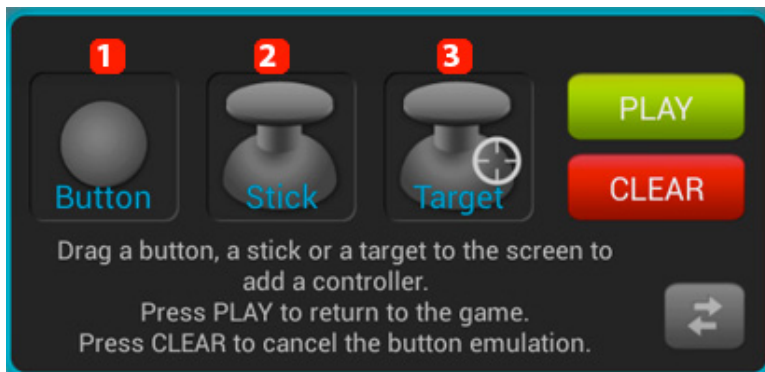 1 2 3
Button Stick Target
PLAY
CLEAR
Drag a button, a stick or a target to the screen to
add a controller.
Press PLAY to return to the game.
Press CLEAR to cancel the button emulation.